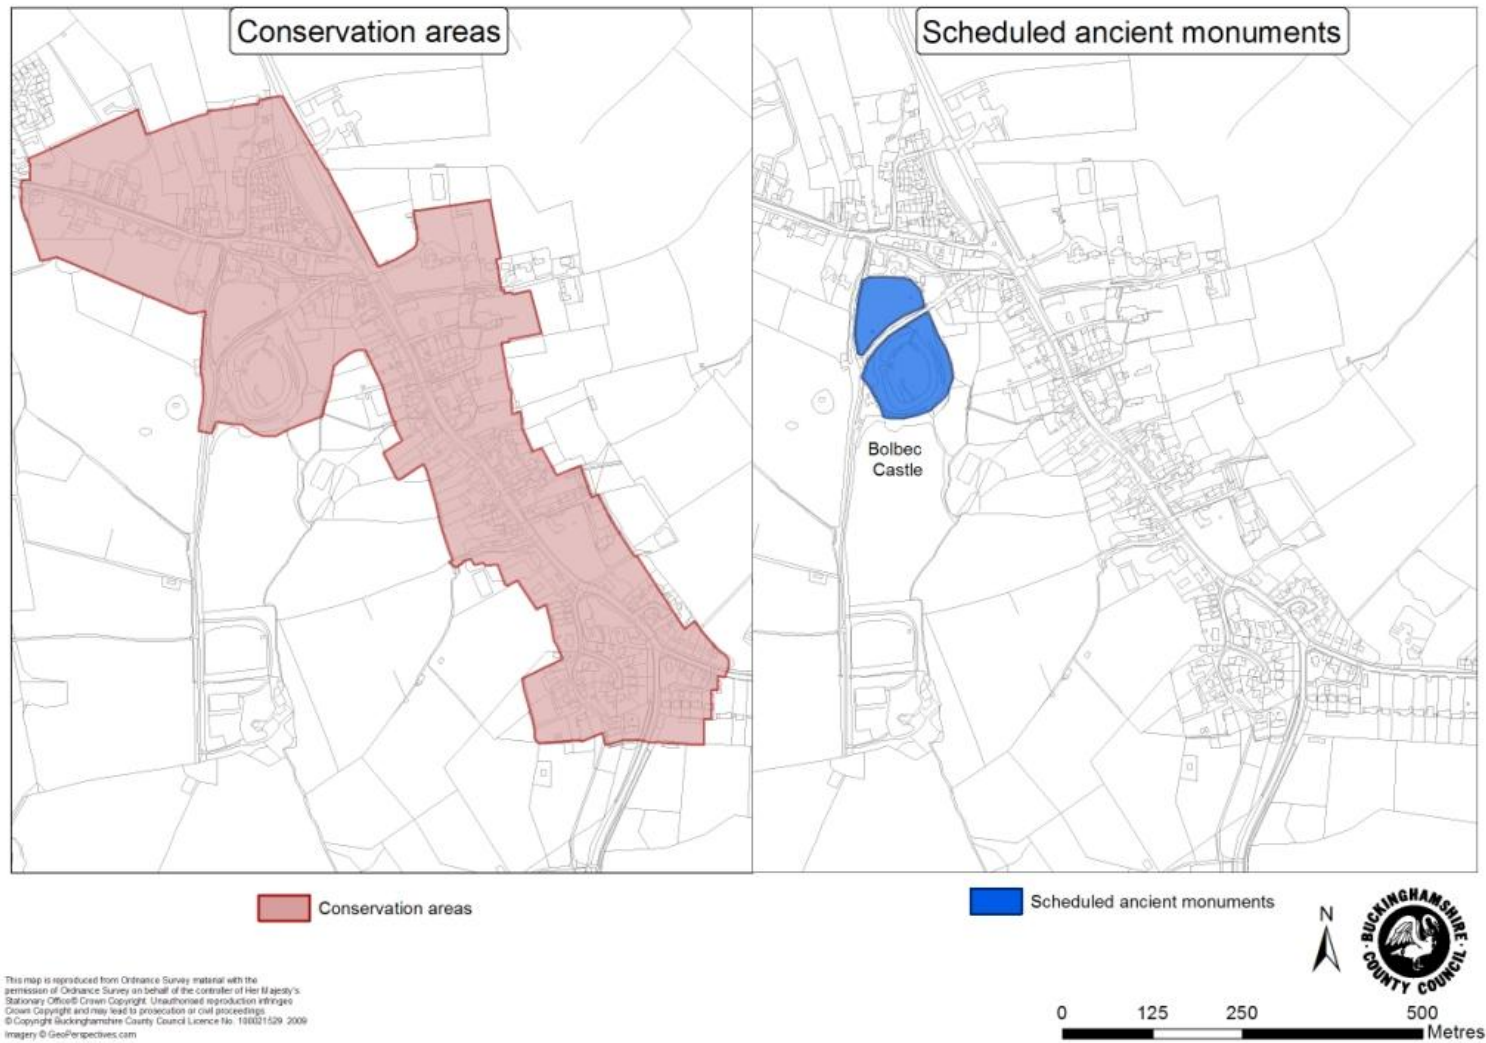 Conservation areas
Scheduled ancient monuments
Bolbec
Castle
Conservation areas
Scheduled ancient monuments
N
BUCKINGHAMSHIRE
COUNTY COUNCIL
This map is reproduced from Ordnance Survey material with the
permission of Ordnance Survey on behalf of the controller of Her Majesty's
Stationary Office© Crown Copyright. Unauthorised reproduction infringes
Crown Copyright and may lead to prosecution or civil proceedings.
© Copyright Buckinghamshire County Council Licence No. 100021529 2009
Imagery © GeoPerspectives.com
0 125 250 500
Metres